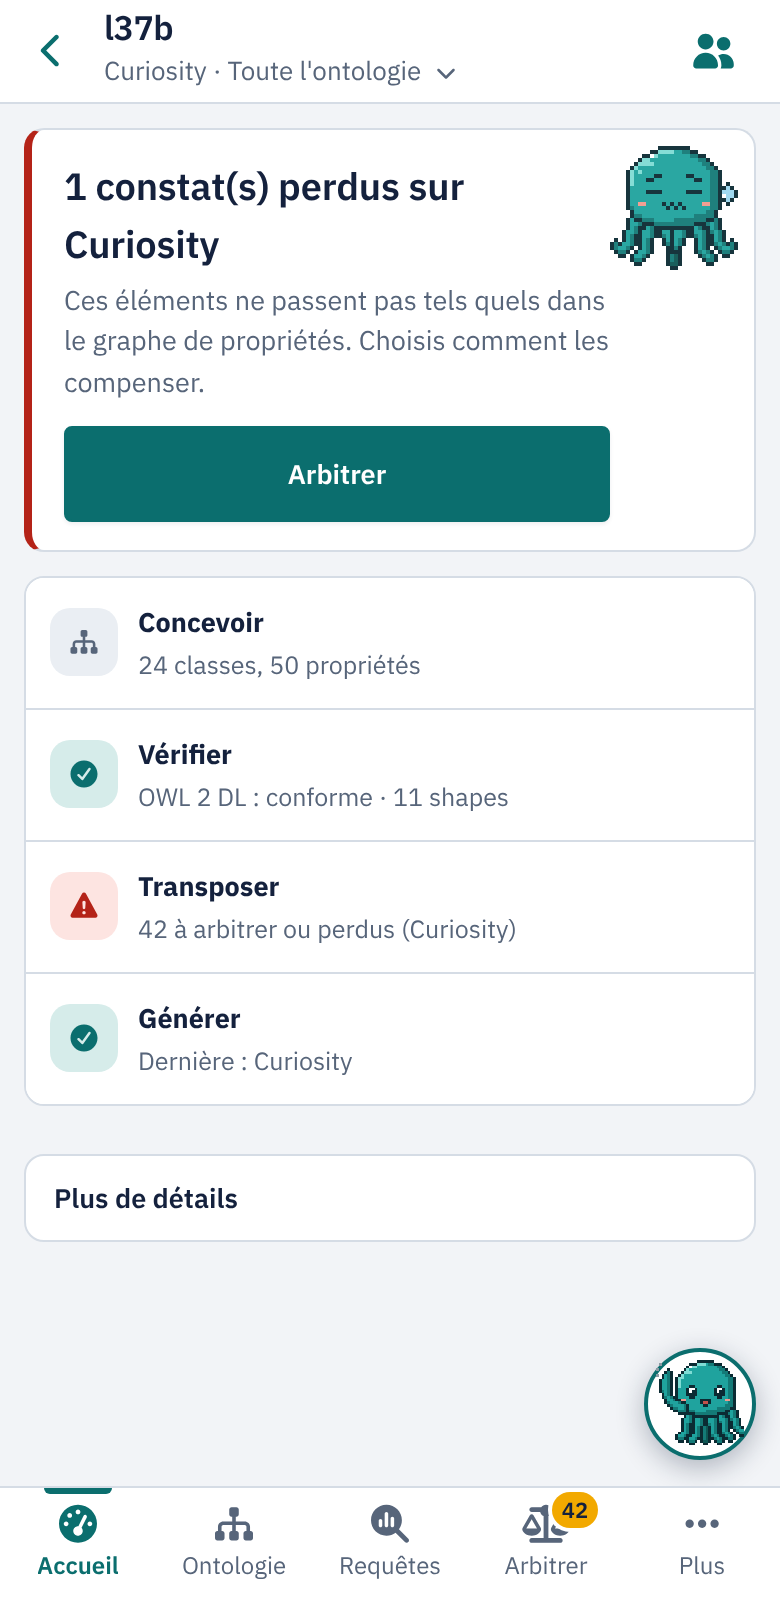 l37b
Curiosity · Toute l'ontologie
1 constat(s) perdus sur
Curiosity
Ces éléments ne passent pas tels quels dans
le graphe de propriétés. Choisis comment les
compenser.
Arbitrer
Concevoir
24 classes, 50 propriétés
Vérifier
OWL 2 DL : conforme · 11 shapes
Transposer
42 à arbitrer ou perdus (Curiosity)
Générer
Dernière : Curiosity
Plus de détails
42
Accueil
Ontologie
Requêtes
Arbitrer
Plus